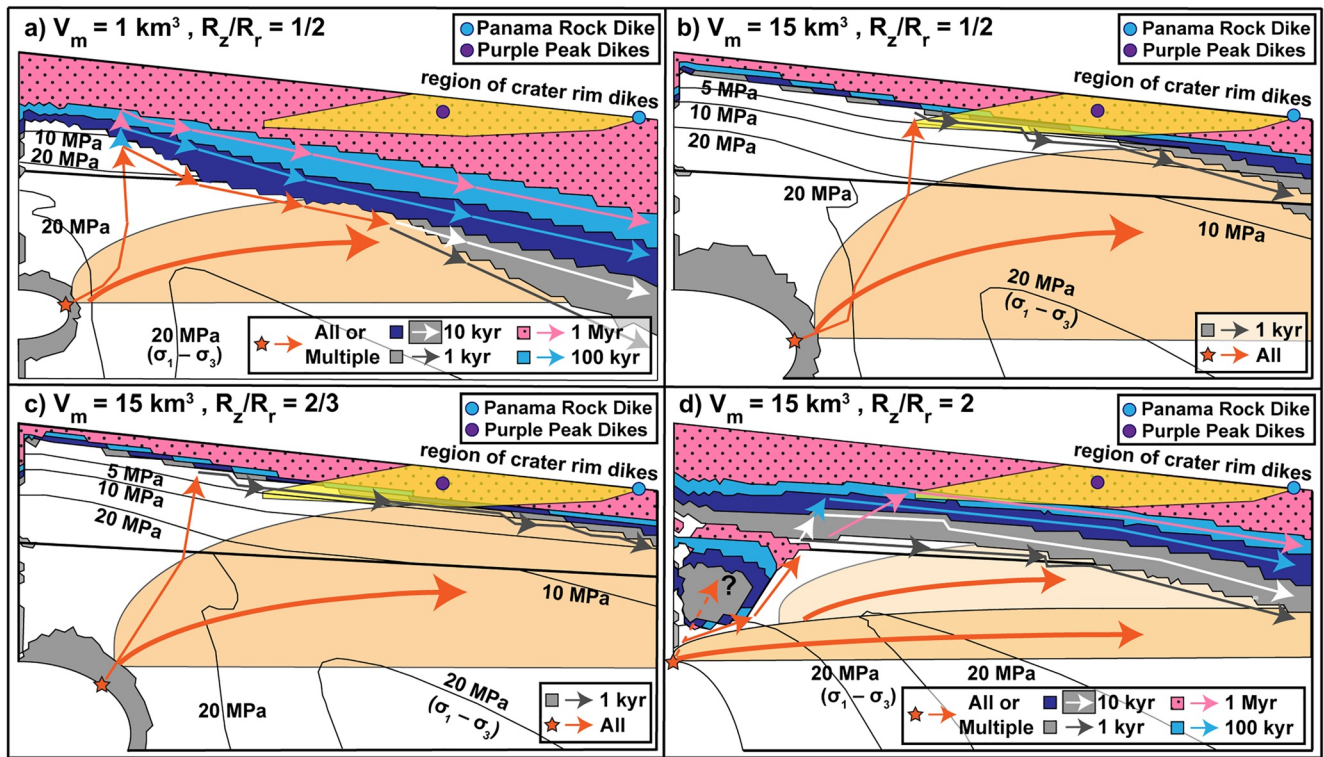 a) Vm = 1 km³ , Rz/Rr = 1/2
Panama Rock Dike
Purple Peak Dikes
region of crater rim dikes
10 MPa
20 MPa
20 MPa
20 MPa
(σ1 − σ3)
All or
Multiple
10 kyr
1 kyr
1 Myr
100 kyr
b) Vm = 15 km³ , Rz/Rr = 1/2
Panama Rock Dike
Purple Peak Dikes
region of crater rim dikes
5 MPa
10 MPa
20 MPa
20 MPa
10 MPa
20 MPa
(σ1 − σ3)
1 kyr
All
c) Vm = 15 km³ , Rz/Rr = 2/3
Panama Rock Dike
Purple Peak Dikes
region of crater rim dikes
5 MPa
10 MPa
20 MPa
10 MPa
20 MPa
20 MPa
(σ1 − σ3)
1 kyr
All
d) Vm = 15 km³ , Rz/Rr = 2
Panama Rock Dike
Purple Peak Dikes
region of crater rim dikes
?
20 MPa
(σ1 − σ3)
20 MPa
All or
Multiple
10 kyr
1 kyr
1 Myr
100 kyr